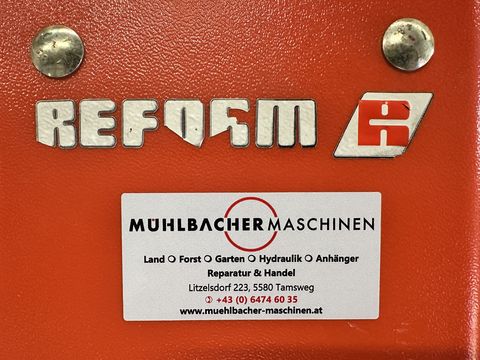 REFORM R
MÜHLBACHER MASCHINEN
Land ❍ Forst ❍ Garten ❍ Hydraulik ❍ Anhänger
Reparatur & Handel
Litzelsdorf 223, 5580 Tamsweg
✆ +43 (0) 6474 60 35
www.muehlbacher-maschinen.at